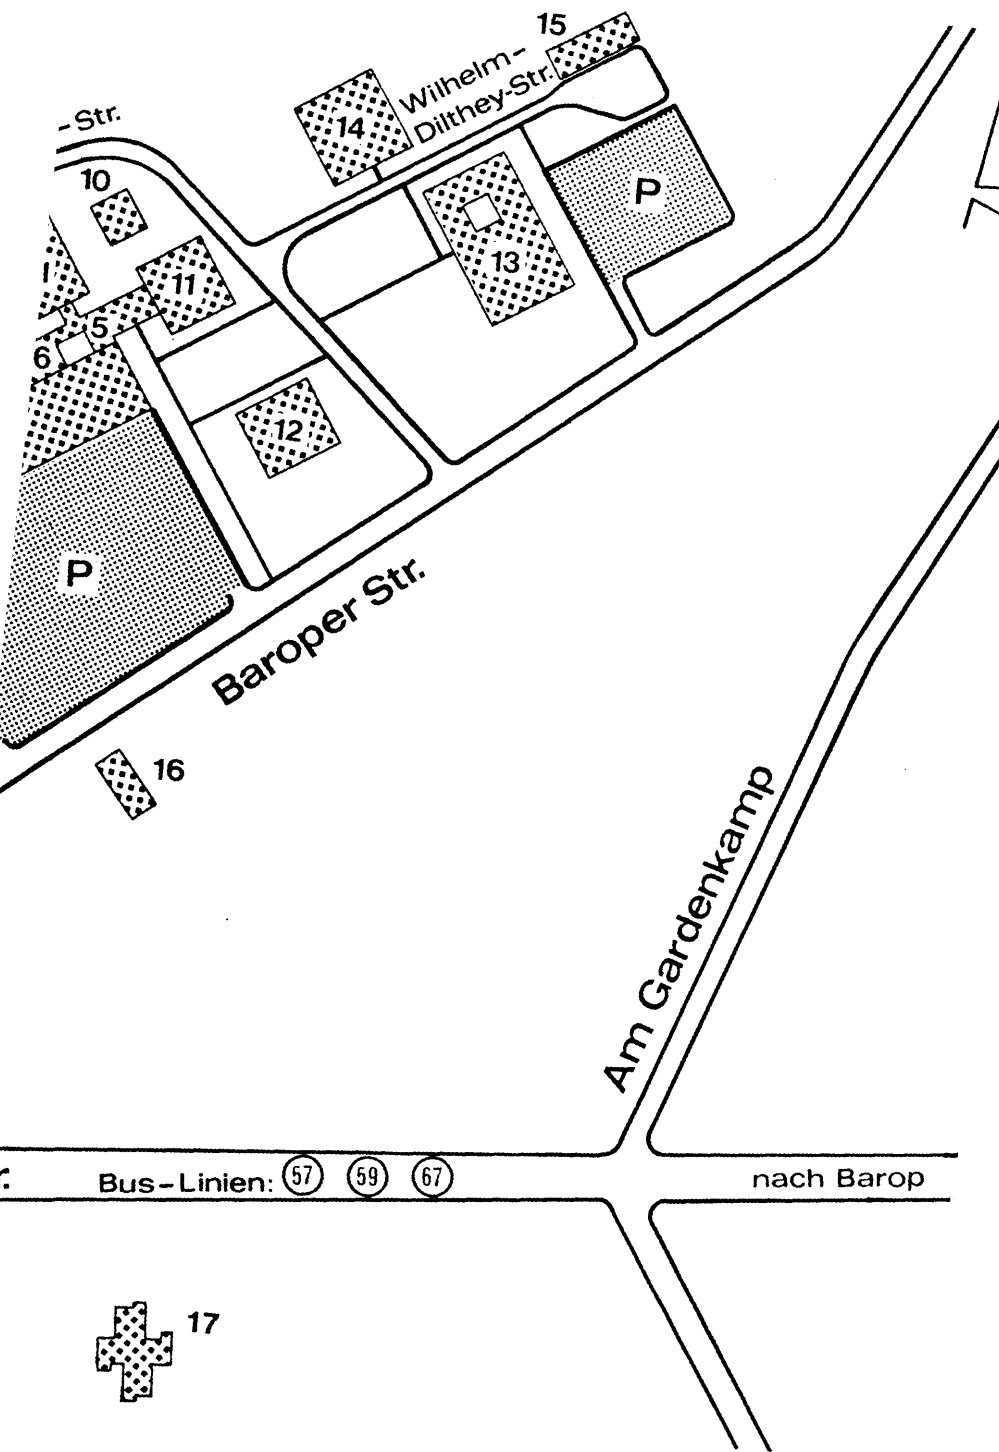 15
Wilhelm-
Dilthey-Str.
-Str.
14
10
P
13
11
5
6
12
P
Baroper Str.
16
Am Gardenkamp
r.
Bus-Linien: 57 59 67
nach Barop
17